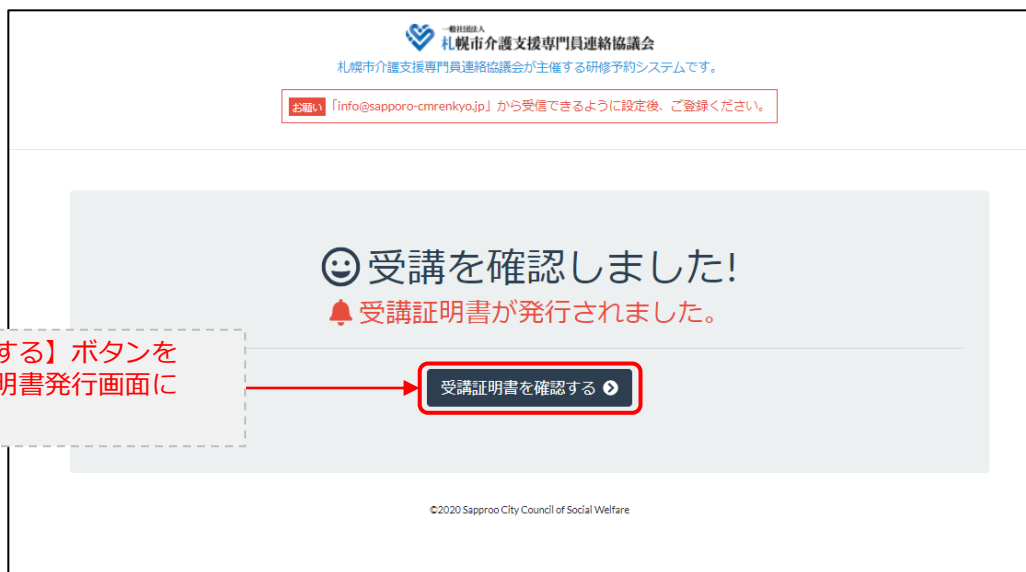 一般社団法人
札幌市介護支援専門員連絡協議会
札幌市介護支援専門員連絡協議会が主催する研修予約システムです。
お願い 「info@sapporo-cmrenkyo.jp」から受信できるように設定後、ご登録ください。
受講を確認しました!
受講証明書が発行されました。
する】ボタンを
明書発行画面に
受講証明書を確認する
©2020 Sapproo City Council of Social Welfare